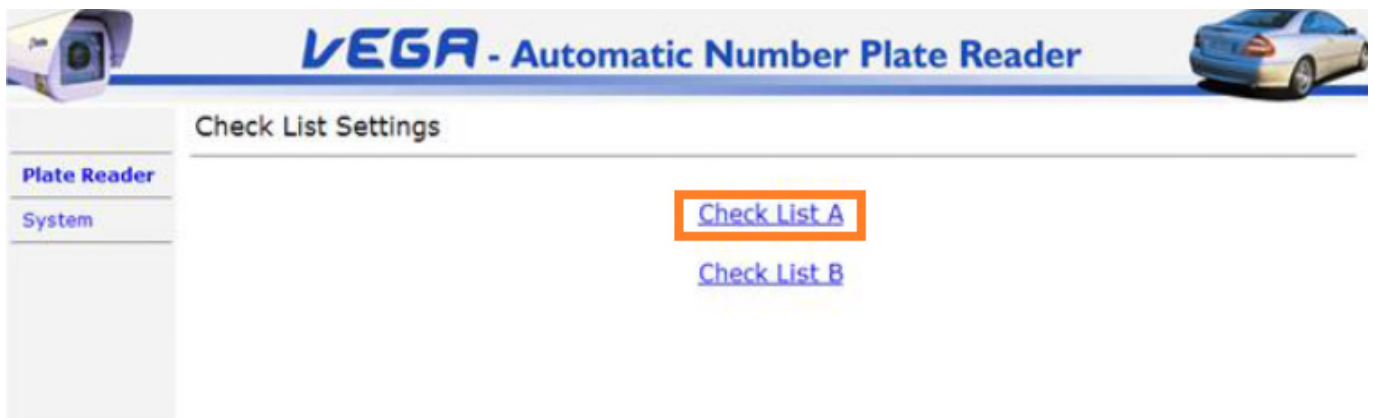 VEGA - Automatic Number Plate Reader
Check List Settings
Plate Reader
System
Check List A
Check List B